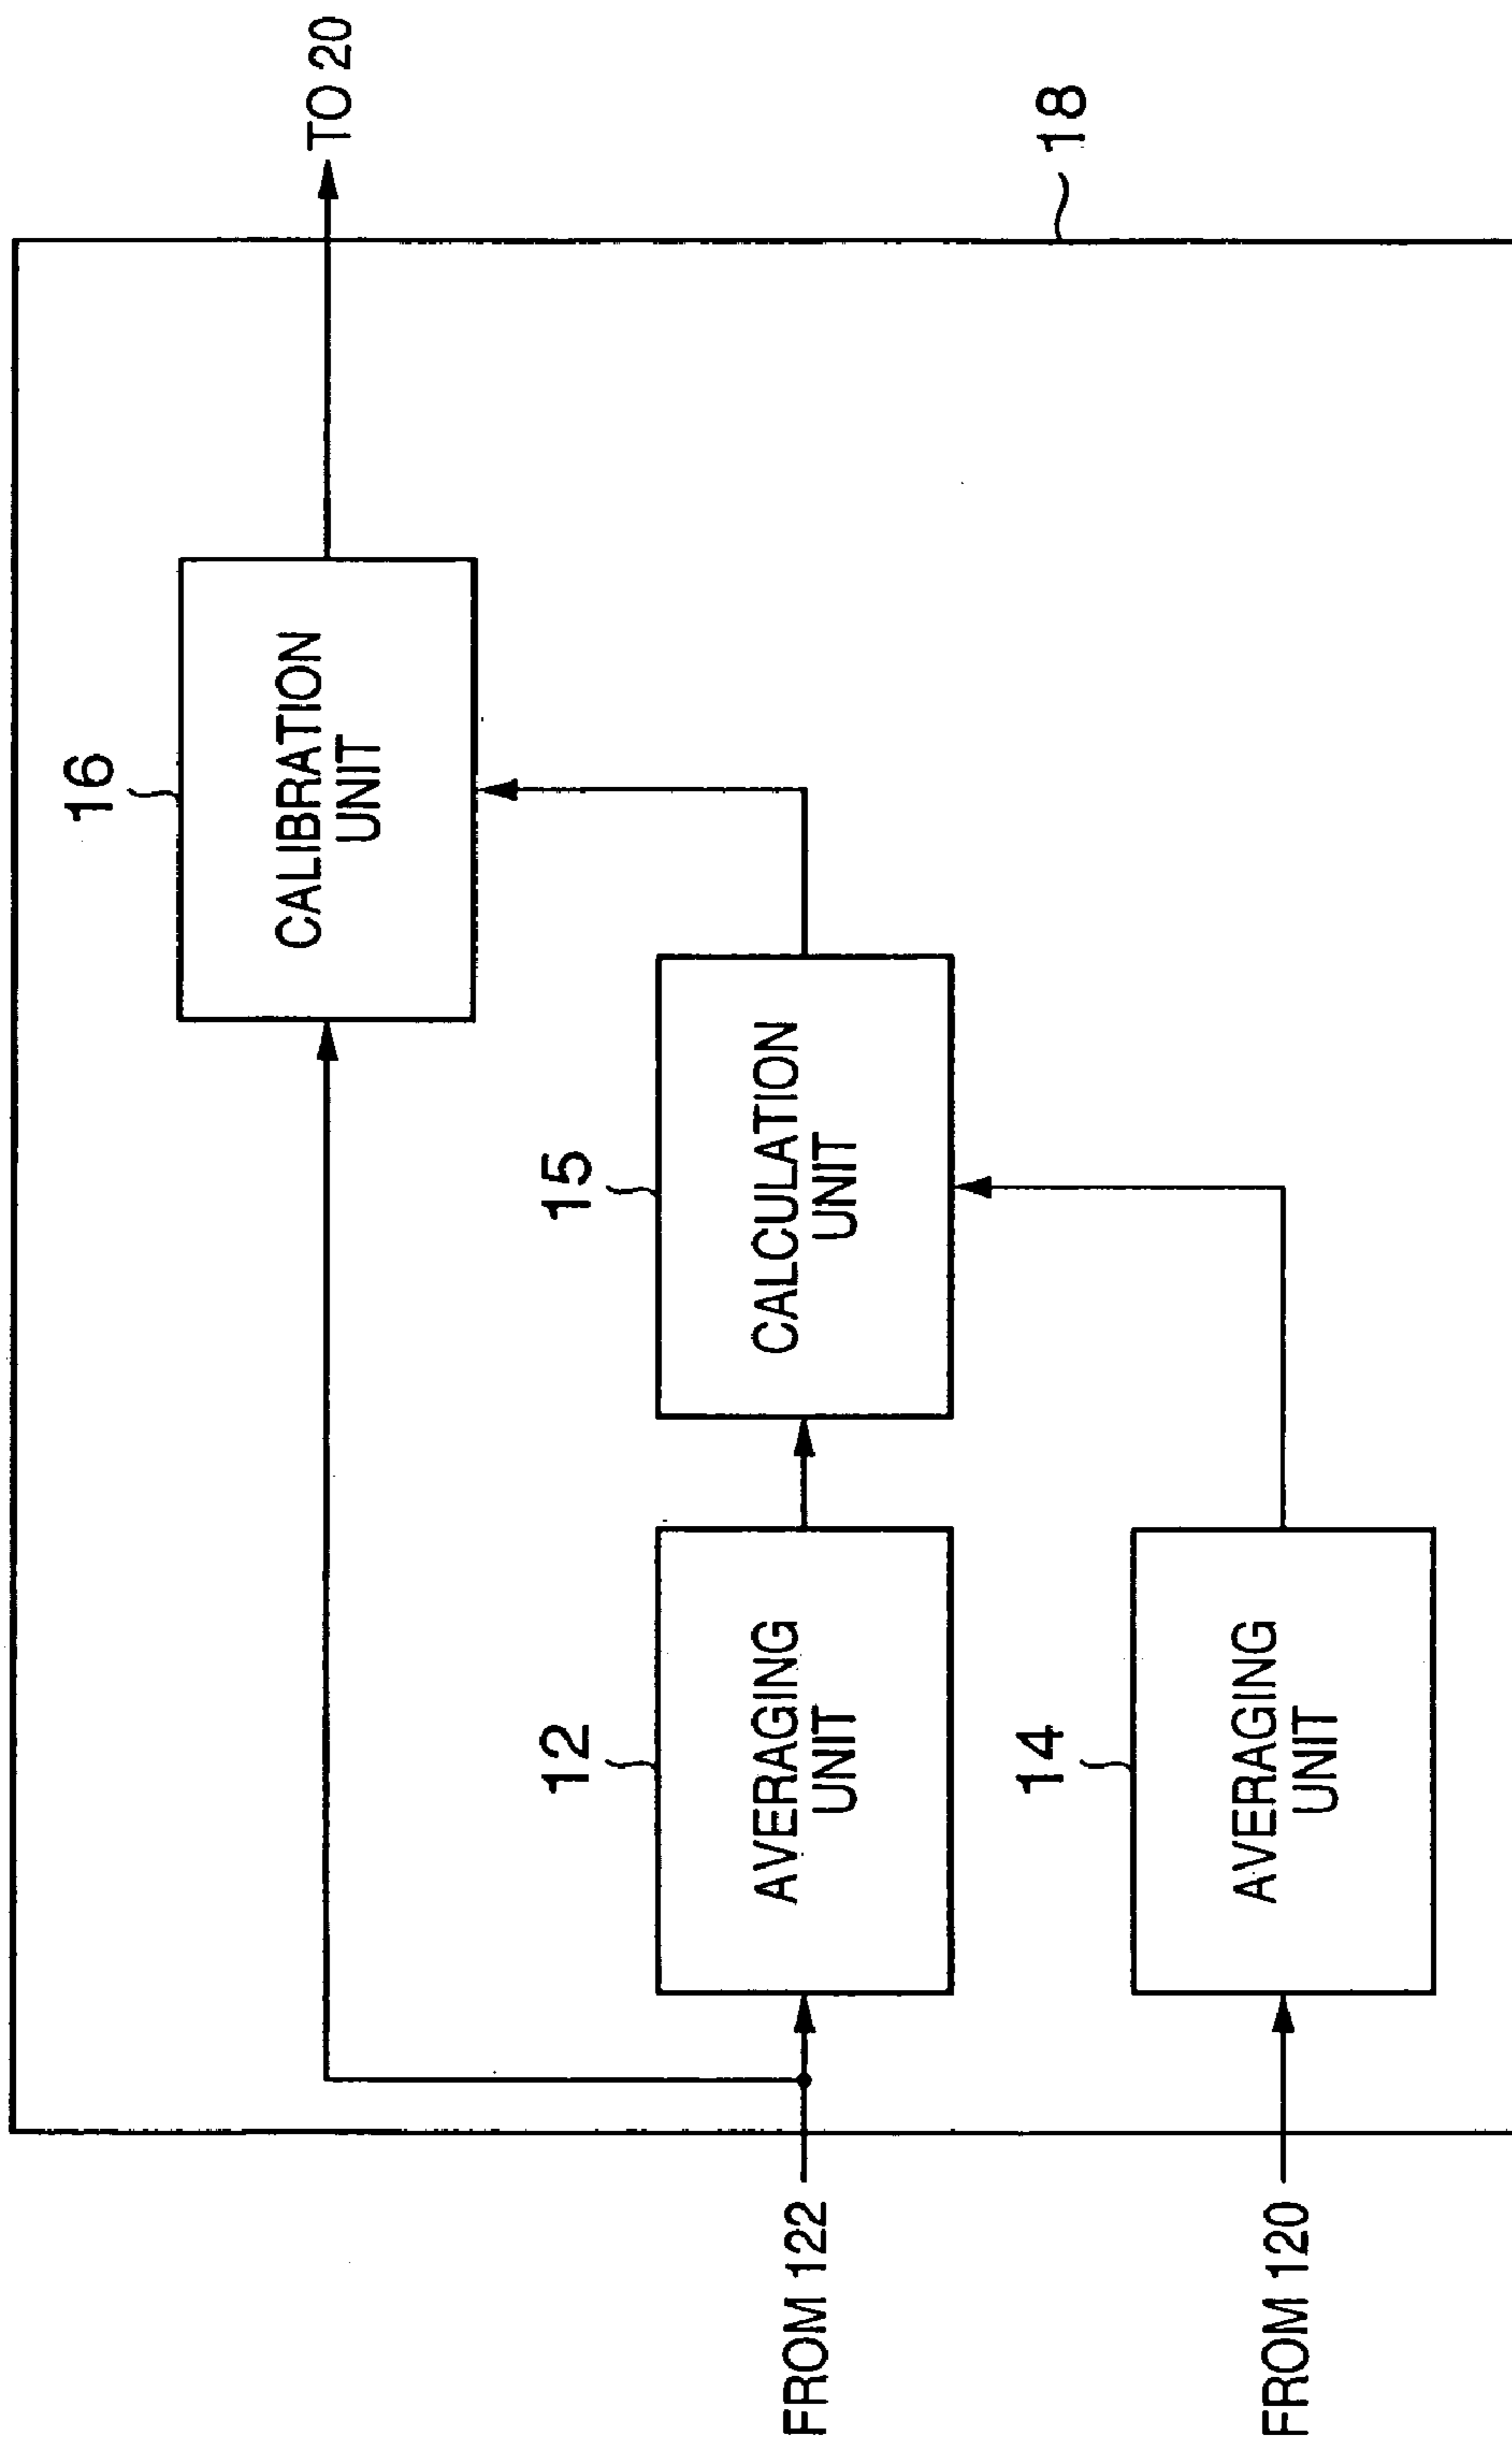 TO 20
18
16
CALIBRATION
UNIT
15
CALCULATION
UNIT
12
AVERAGING
UNIT
14
AVERAGING
UNIT
FROM 122
FROM 120